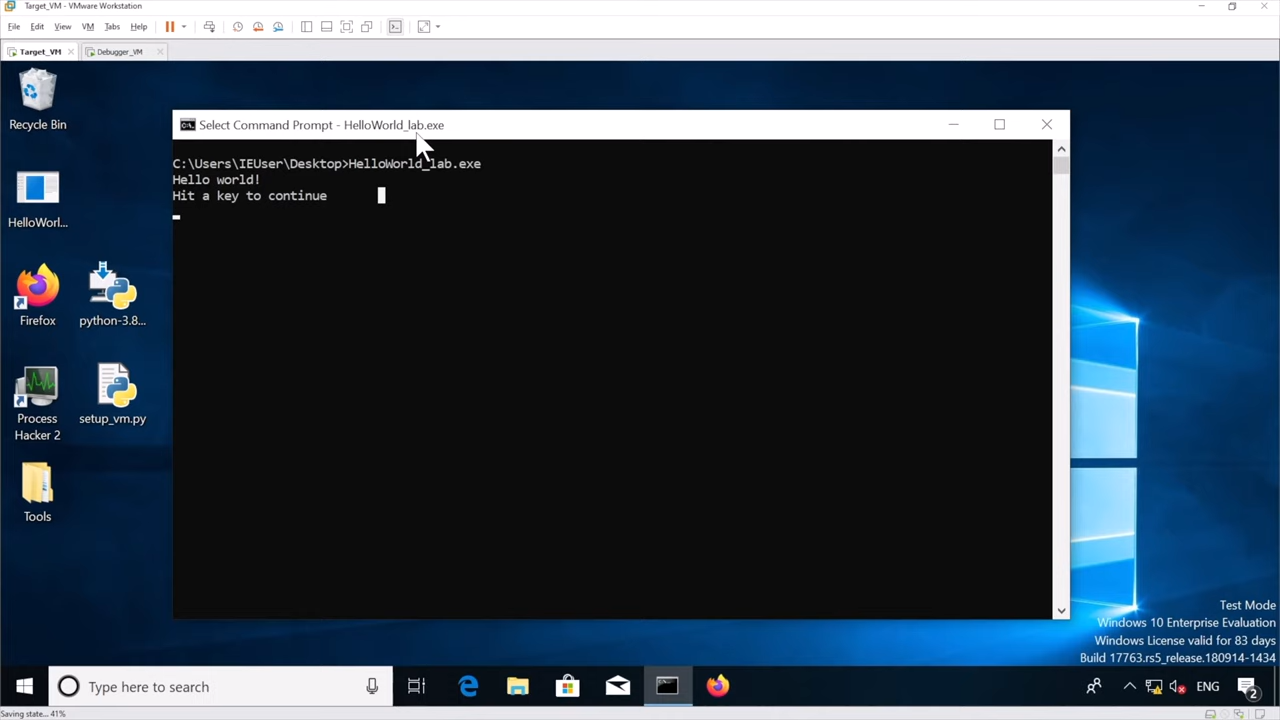 Target_VM - VMware Workstation
File Edit View VM Tabs Help
Target_VM Debugger_VM
Recycle Bin
Select Command Prompt - HelloWorld_lab.exe
C:\Users\IEUser\Desktop>HelloWorld_lab.exe
Hello world!
Hit a key to continue
HelloWorl...
Firefox python-3.8...
Process
Hacker 2
setup_vm.py
Tools
Test Mode
Windows 10 Enterprise Evaluation
Windows License valid for 83 days
Build 17763.rs5_release.180914-1434
Type here to search
ENG
2
Saving state... 41%